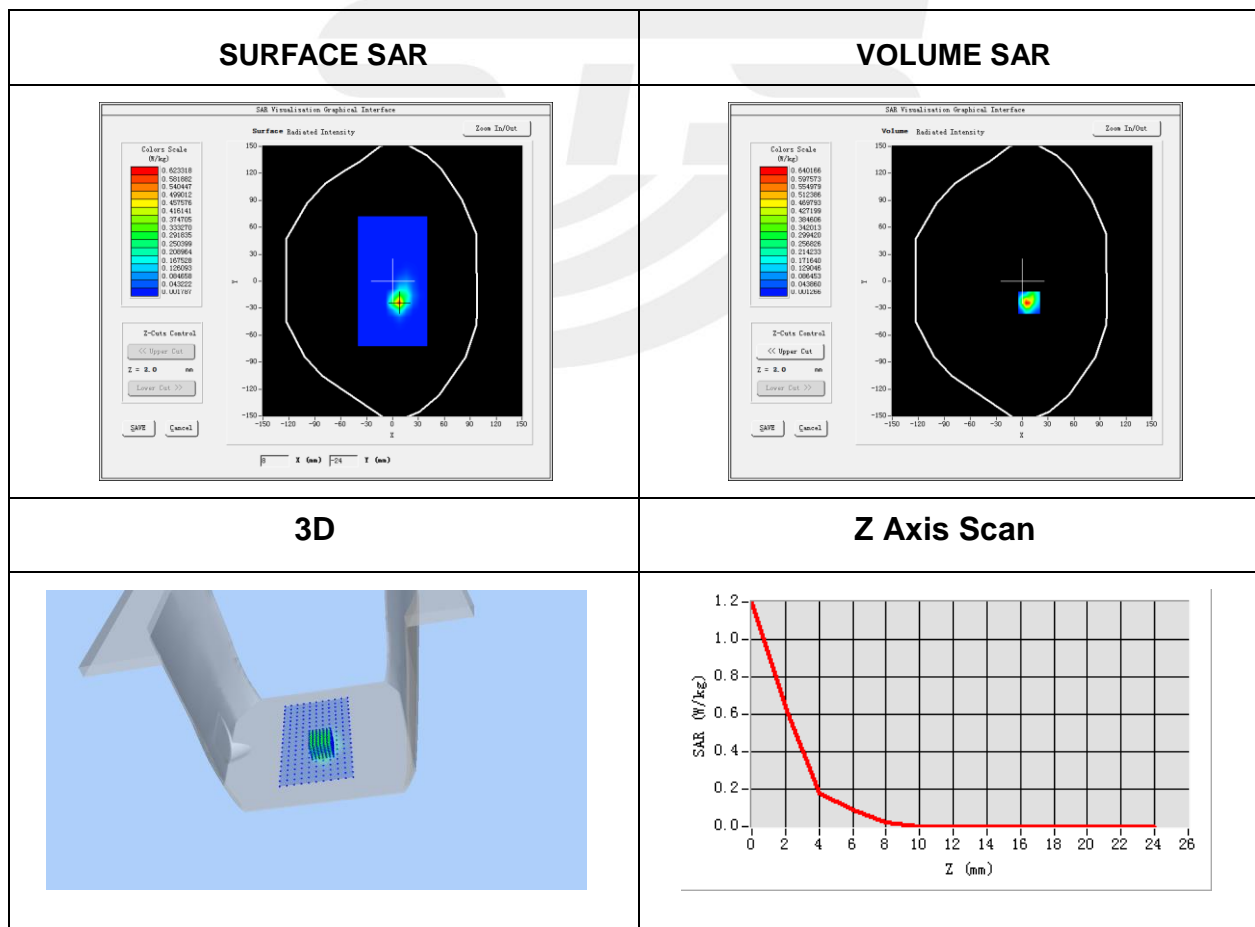 SURFACE SAR
VOLUME SAR
SAR Visualisation Graphical Interface
Surface Radiated Intensity
Zoom In/Out
Colors Scale
(W/kg)
0.623318
0.581882
0.540447
0.499012
0.457576
0.416141
0.374705
0.333270
0.291835
0.250399
0.208964
0.167528
0.126093
0.084658
0.043222
0.001787
150
120
90
60
30
0
-30
-60
-90
-120
-150
Y
-150 -120 -90 -60 -30 0 30 60 90 120 150
X
Z-Cuts Control
<< Upper Cut
Z = 3.0 mm
Lower Cut >>
SAVE Cancel
8 X (mm) -24 Y (mm)
SAR Visualisation Graphical Interface
Volume Radiated Intensity
Zoom In/Out
Colors Scale
(W/kg)
0.640166
0.597573
0.554979
0.512386
0.469793
0.427199
0.384606
0.342013
0.299420
0.256826
0.214233
0.171640
0.129046
0.086453
0.043860
0.001266
150
120
90
60
30
0
-30
-60
-90
-120
-150
Y
-150 -120 -90 -60 -30 0 30 60 90 120 150
X
Z-Cuts Control
<< Upper Cut
Z = 3.0 mm
Lower Cut >>
SAVE Cancel
3D
Z Axis Scan
1.2
1.0
0.8
0.6
0.4
0.2
0.0
SAR (W/kg)
0 2 4 6 8 10 12 14 16 18 20 22 24 26
Z (mm)